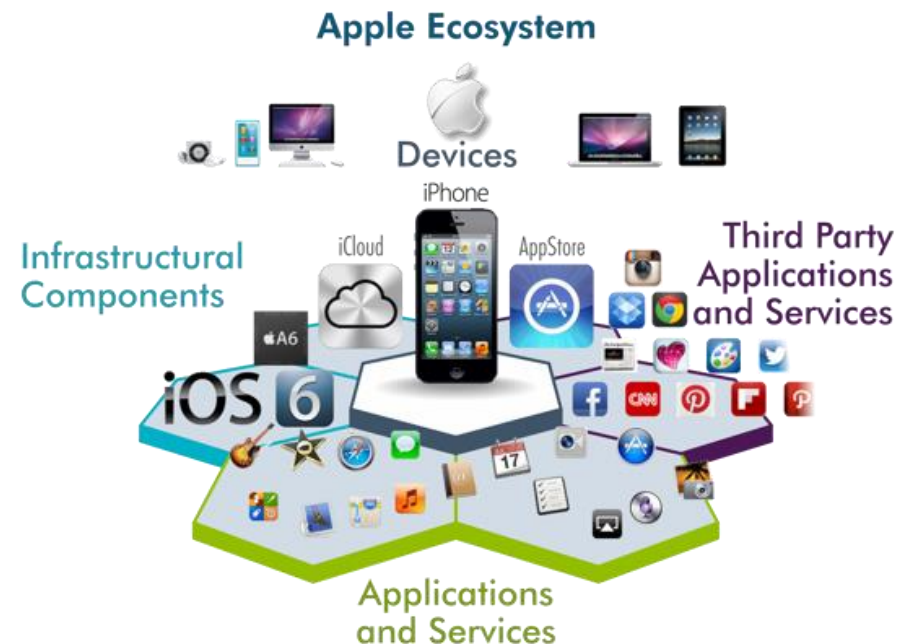 Apple Ecosystem
Devices
iPhone
Infrastructural
Components
iCloud
AppStore
Third Party
Applications
and Services
A6
iOS 6
CNN
17
Applications
and Services